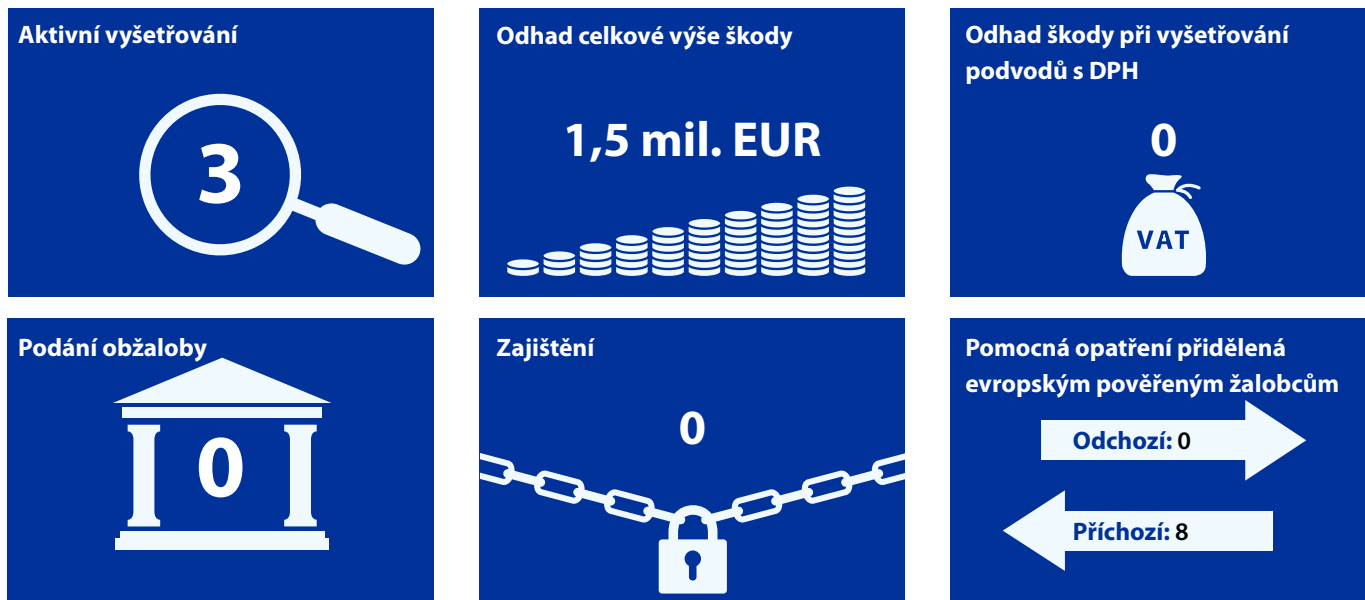 Aktivní vyšetřování
3
Odhad celkové výše škody
1,5 mil. EUR
Odhad škody při vyšetřování
podvodů s DPH
0
VAT
Podání obžaloby
0
Zajištění
0
Pomocná opatření přidělená
evropským pověřeným žalobcům
Odchozí: 0
Příchozí: 8